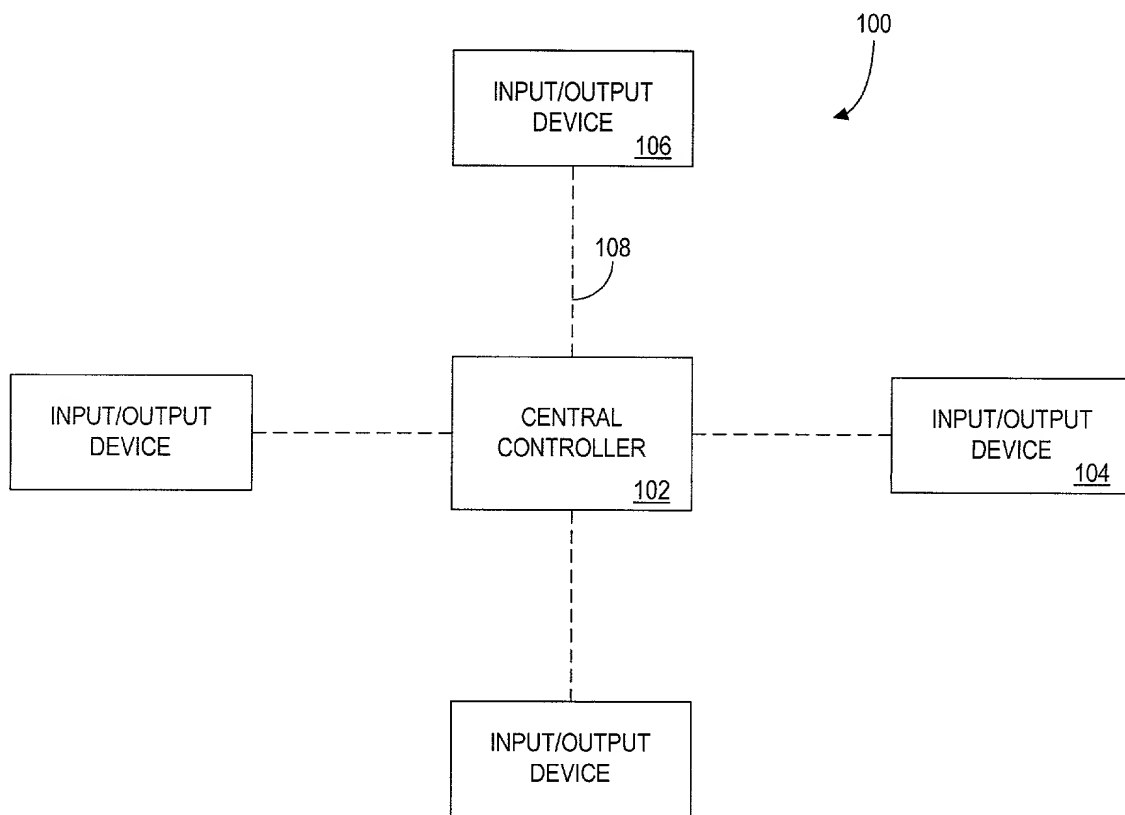 100
INPUT/OUTPUT
DEVICE
106
108
INPUT/OUTPUT
DEVICE
CENTRAL
CONTROLLER
102
INPUT/OUTPUT
DEVICE
104
INPUT/OUTPUT
DEVICE